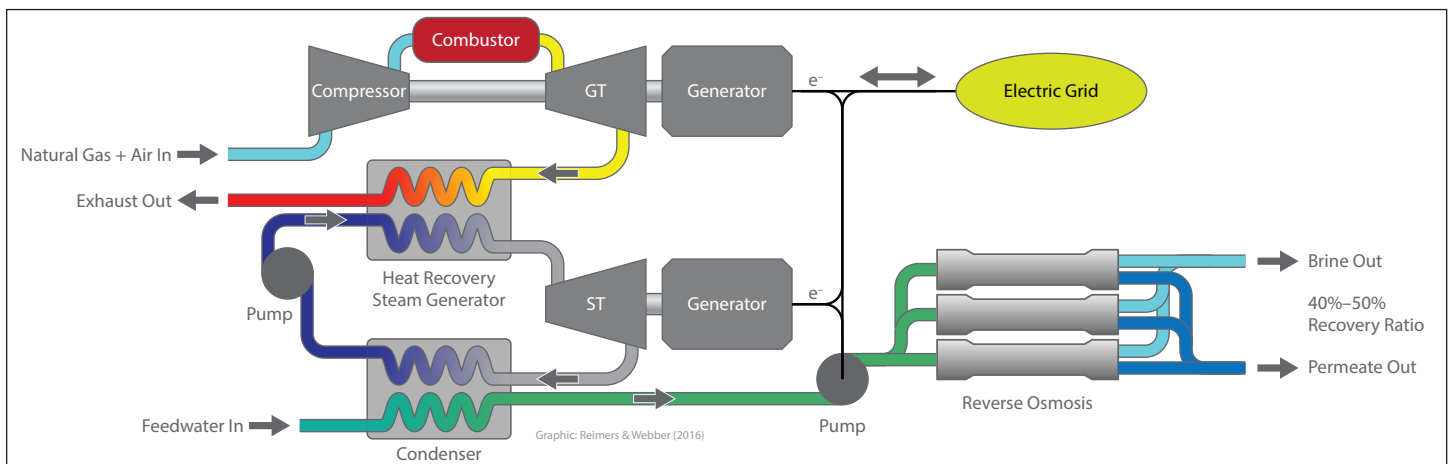 Combustor
Compressor
GT
Generator
e⁻
Electric Grid
Natural Gas + Air In
Exhaust Out
Heat Recovery
Steam Generator
Pump
ST
Generator
e⁻
Brine Out
40%–50%
Recovery Ratio
Permeate Out
Reverse Osmosis
Pump
Feedwater In
Condenser
Graphic: Reimers & Webber (2016)